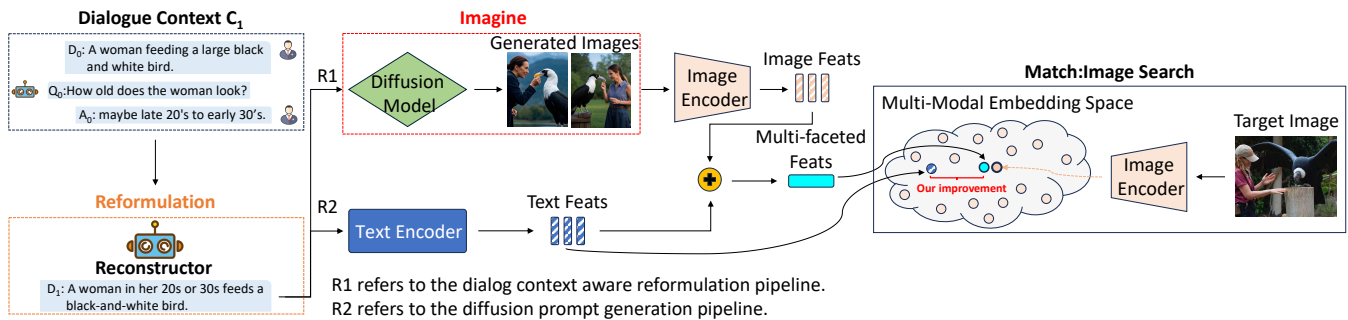 Dialogue Context C1
D0: A woman feeding a large black
and white bird.
Q0:How old does the woman look?
A0: maybe late 20's to early 30's.
Reformulation
Reconstructor
D1: A woman in her 20s or 30s feeds a
black-and-white bird.
R1
R2
Imagine
Diffusion
Model
Generated Images
Image
Encoder
Image Feats
Multi-faceted
Feats
Text Encoder
Text Feats
R1 refers to the dialog context aware reformulation pipeline.
R2 refers to the diffusion prompt generation pipeline.
Match:Image Search
Multi-Modal Embedding Space
Our improvement
Image
Encoder
Target Image